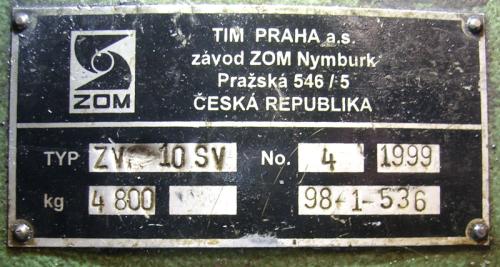 TIM PRAHA a.s.
závod ZOM Nymburk
Pražská 546 / 5
ČESKÁ REPUBLIKA
ZOM
TYP 10 SV No. 4 1999
kg 4 800 98-1-536